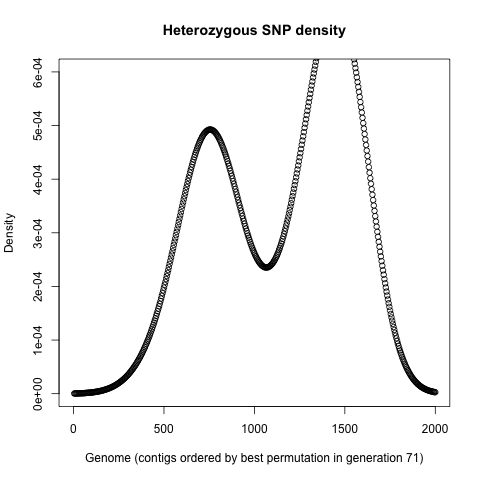 Heterozygous SNP density
6e-04
5e-04
4e-04
3e-04
2e-04
1e-04
0e+00
Density
0 500 1000 1500 2000
Genome (contigs ordered by best permutation in generation 71)